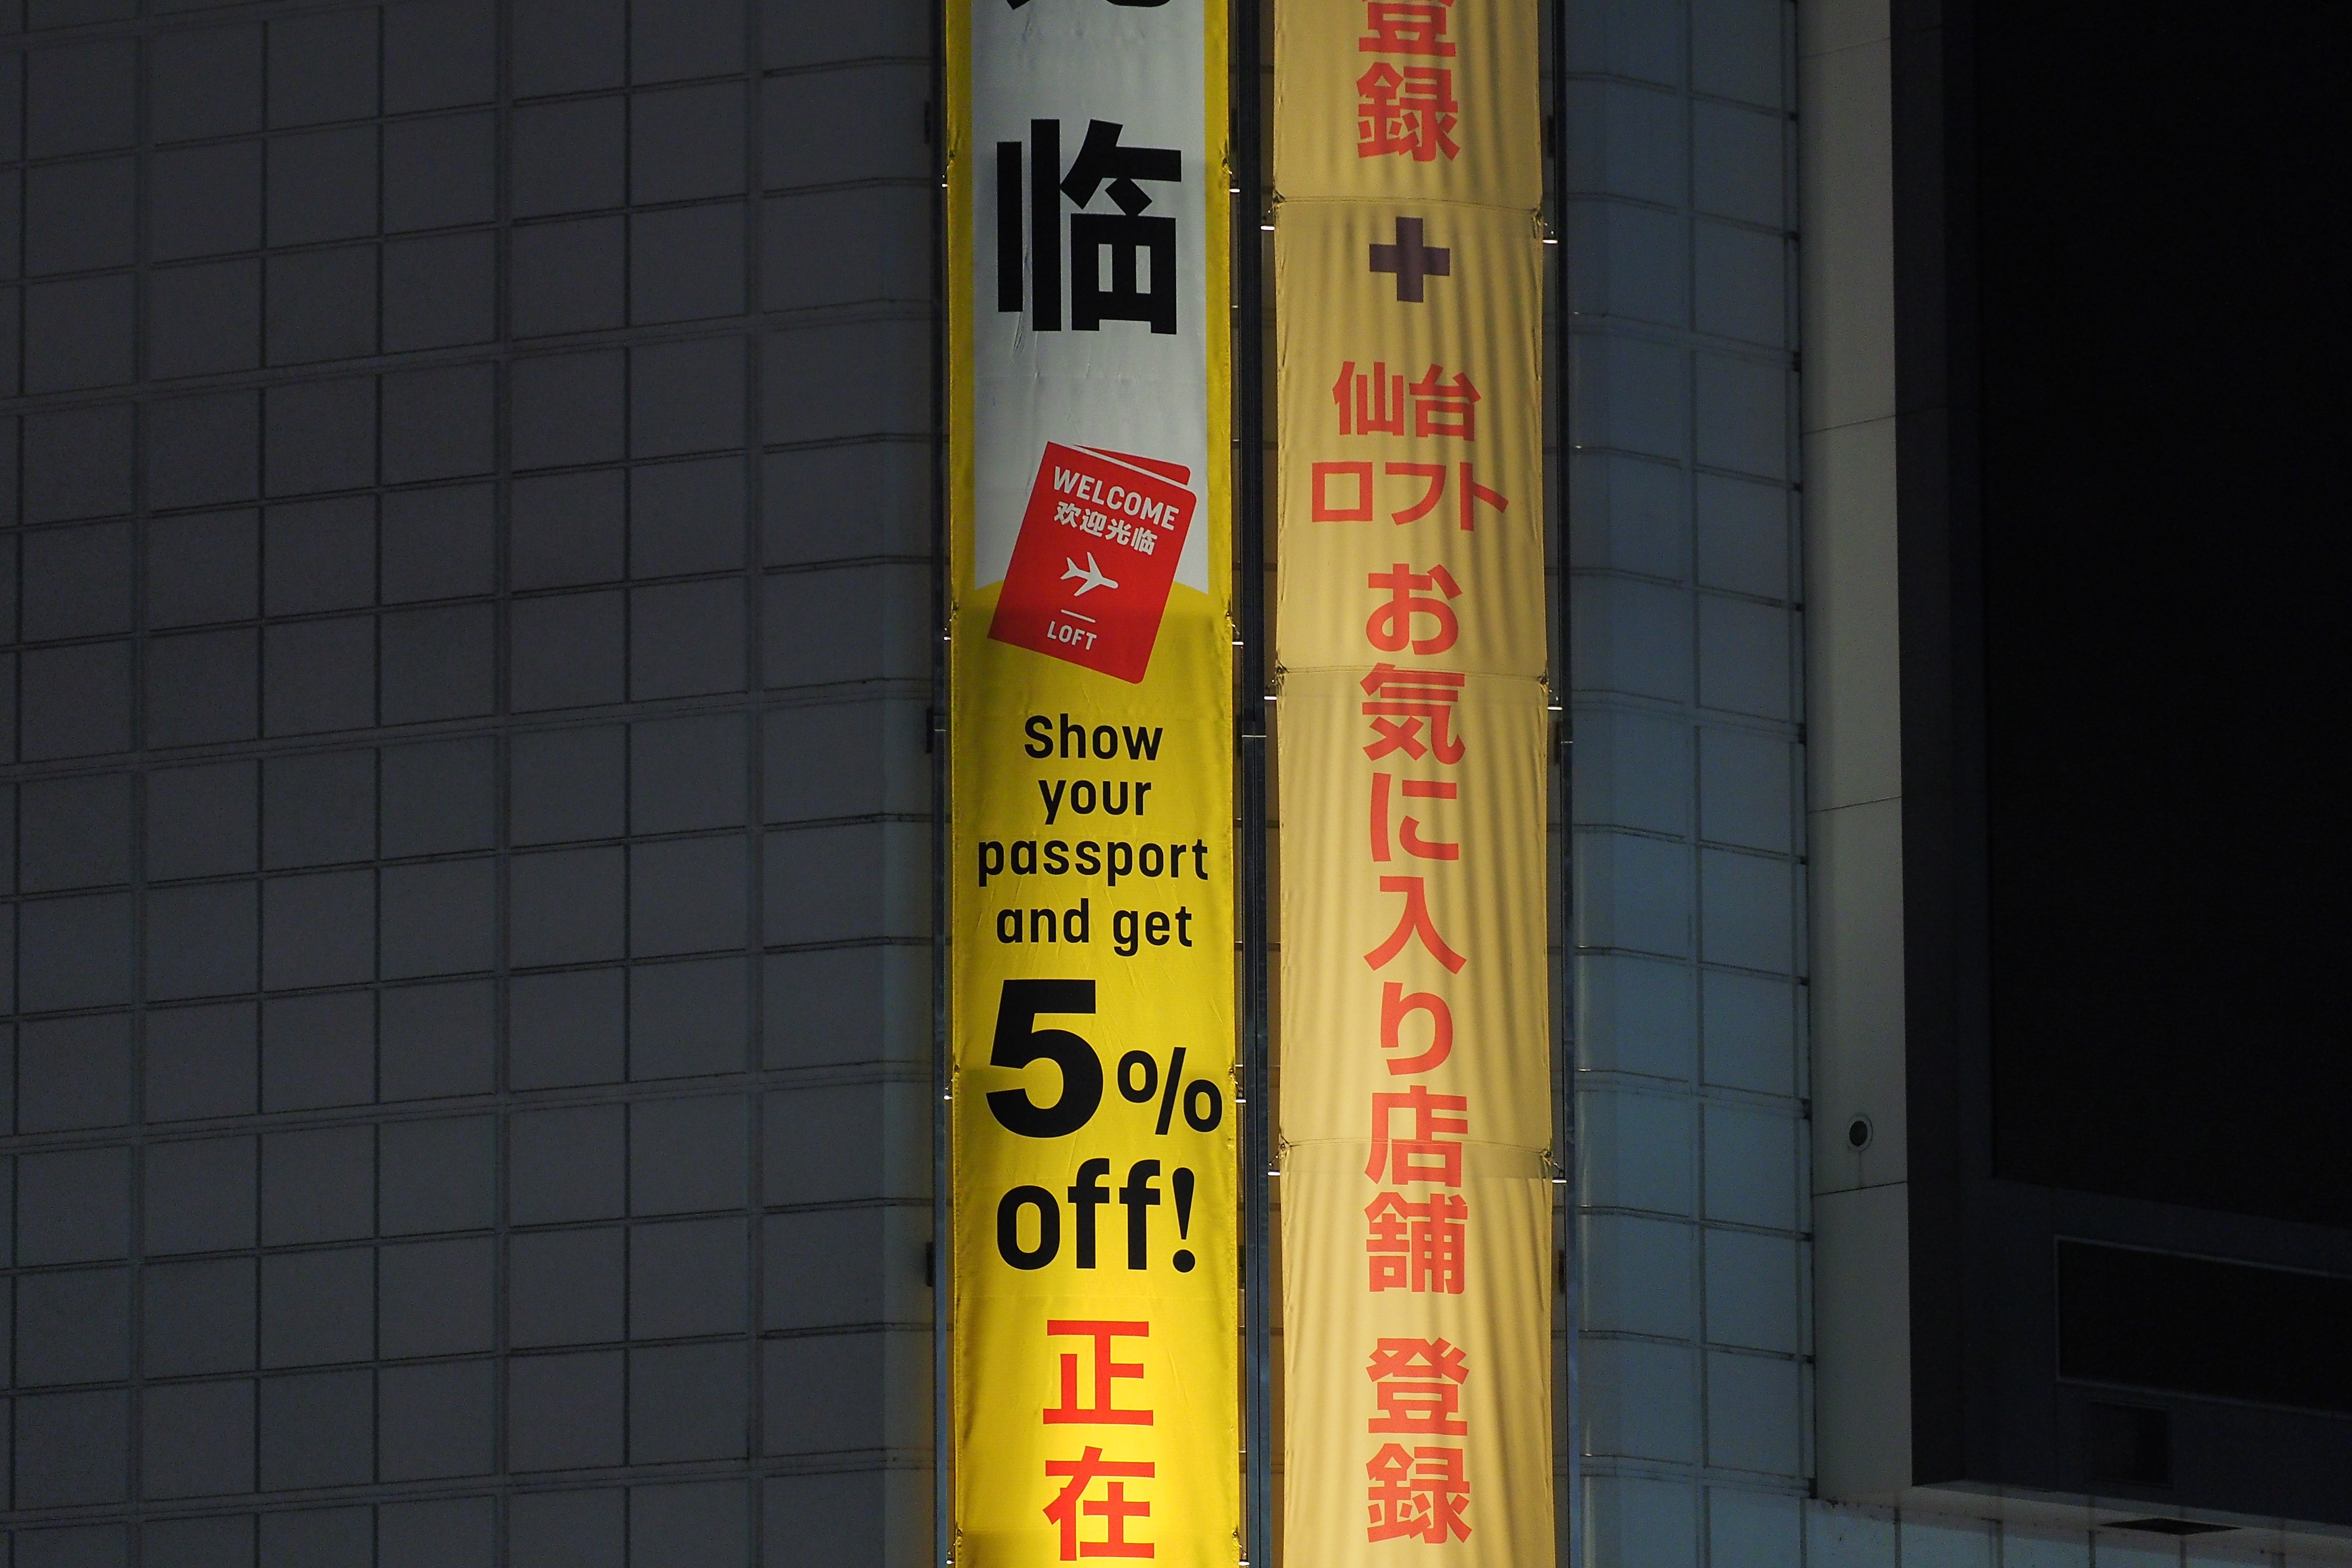 临
WELCOME
欢迎光临
LOFT
Show
your
passport
and get
5%
off!
正在
登録
+
仙台
ロフト
お気に入り店舗
登録